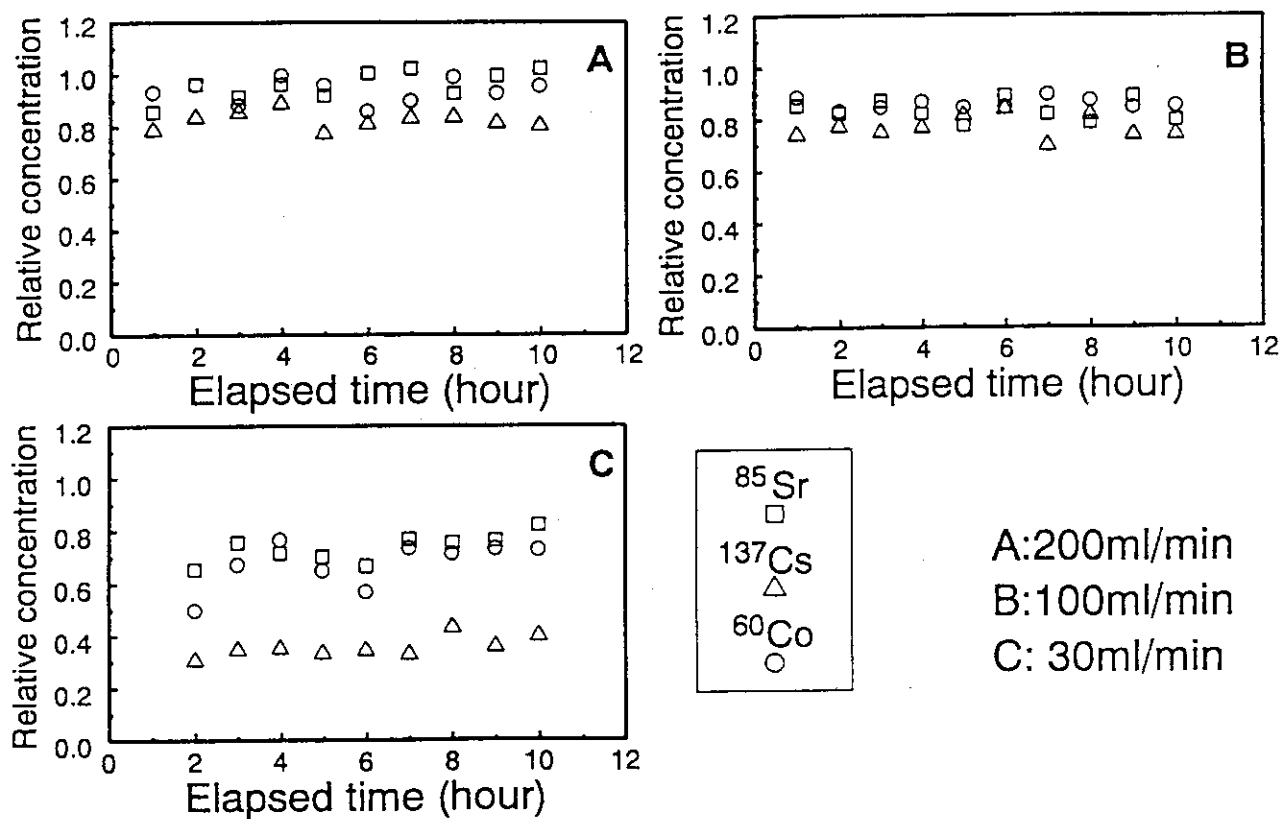 A
Relative concentration
1.2
1.0
0.8
0.6
0.4
0.2
0.0
0 2 4 6 8 10 12
Elapsed time (hour)
B
Relative concentration
1.2
1.0
0.8
0.6
0.4
0.2
0.0
0 2 4 6 8 10 12
Elapsed time (hour)
C
Relative concentration
1.2
1.0
0.8
0.6
0.4
0.2
0.0
0 2 4 6 8 10 12
Elapsed time (hour)
⁸⁵Sr
¹³⁷Cs
⁶⁰Co
A:200ml/min
B:100ml/min
C: 30ml/min